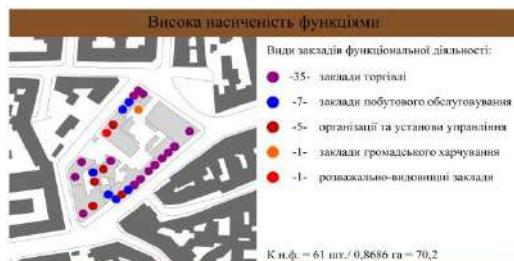 Висока насиченість функціями
Види закладів функціональної діяльності:
-35- заклади торгівлі
-7- заклади побутового обслуговування
-5- організації та установи управління
-1- заклади громадського харчування
-1- розважально-видовищні заклади
К н.ф. = 61 шт./ 0,8686 га = 70,2